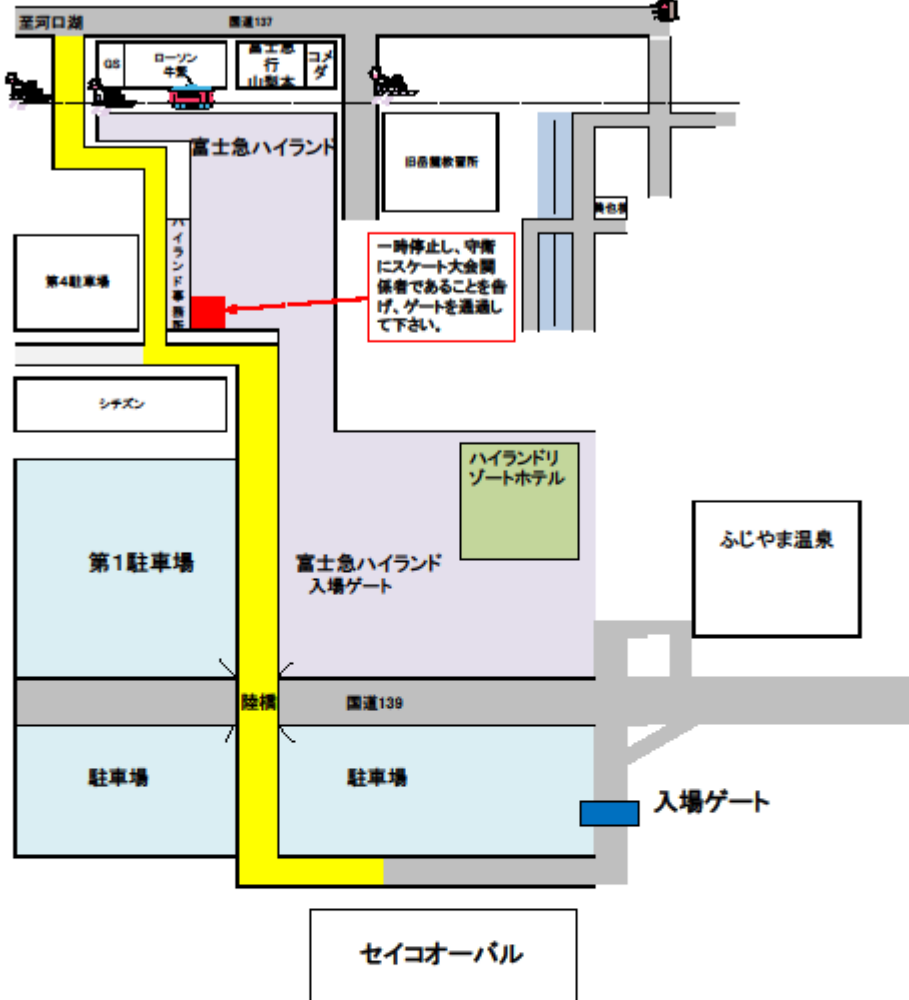 至河口湖
国道137
GS
ローソン
牛繁
富士急
行
山梨本
コメ
ダ
富士急ハイランド
旧岳麓教習所
ハイランド事務所
第4駐車場
一時停止し、守衛
にスケート大会関
係者であることを告
げ、ゲートを通過し
て下さい。
シチズン
ハイランドリ
ゾートホテル
第1駐車場
富士急ハイランド
入場ゲート
ふじやま温泉
陸橋
国道139
駐車場
駐車場
入場ゲート
セイコオーバル